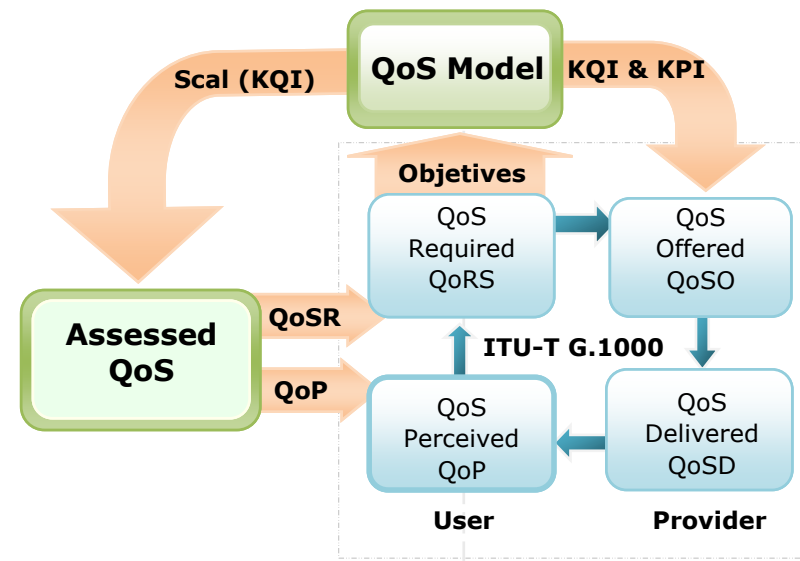 QoS Model
Scal (KQI)
KQI & KPI
Objetives
QoS
Required
QoRS
QoS
Offered
QoSO
Assessed
QoS
QoSR
QoP
ITU-T G.1000
QoS
Perceived
QoP
QoS
Delivered
QoSD
User
Provider